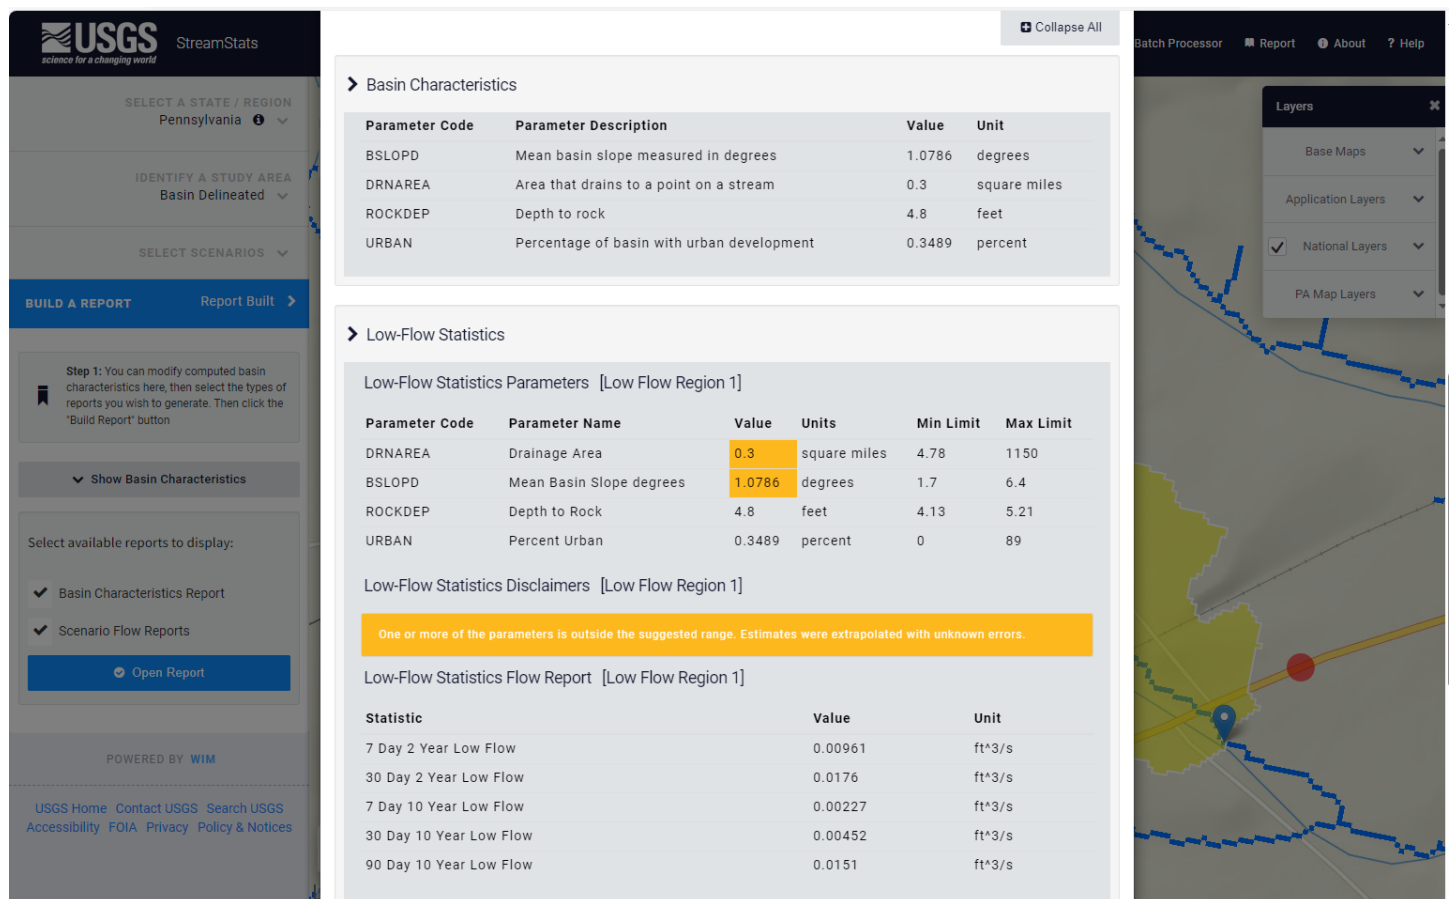 USGS
science for a changing world
StreamStats
Collapse All
Batch Processor Report About ? Help
SELECT A STATE / REGION
Pennsylvania
IDENTIFY A STUDY AREA
Basin Delineated
SELECT SCENARIOS
BUILD A REPORT Report Built
Step 1: You can modify computed basin
characteristics here, then select the types of
reports you wish to generate. Then click the
"Build Report" button
Show Basin Characteristics
Select available reports to display:
Basin Characteristics Report
Scenario Flow Reports
Open Report
POWERED BY WIM
USGS Home Contact USGS Search USGS
Accessibility FOIA Privacy Policy & Notices
Basin Characteristics
Parameter Code Parameter Description Value Unit
BSLOPD Mean basin slope measured in degrees 1.0786 degrees
DRNAREA Area that drains to a point on a stream 0.3 square miles
ROCKDEP Depth to rock 4.8 feet
URBAN Percentage of basin with urban development 0.3489 percent
Low-Flow Statistics
Low-Flow Statistics Parameters [Low Flow Region 1]
Parameter Code Parameter Name Value Units Min Limit Max Limit
DRNAREA Drainage Area 0.3 square miles 4.78 1150
BSLOPD Mean Basin Slope degrees 1.0786 degrees 1.7 6.4
ROCKDEP Depth to Rock 4.8 feet 4.13 5.21
URBAN Percent Urban 0.3489 percent 0 89
Low-Flow Statistics Disclaimers [Low Flow Region 1]
One or more of the parameters is outside the suggested range. Estimates were extrapolated with unknown errors.
Low-Flow Statistics Flow Report [Low Flow Region 1]
Statistic Value Unit
7 Day 2 Year Low Flow 0.00961 ft^3/s
30 Day 2 Year Low Flow 0.0176 ft^3/s
7 Day 10 Year Low Flow 0.00227 ft^3/s
30 Day 10 Year Low Flow 0.00452 ft^3/s
90 Day 10 Year Low Flow 0.0151 ft^3/s
Layers
Base Maps
Application Layers
National Layers
PA Map Layers